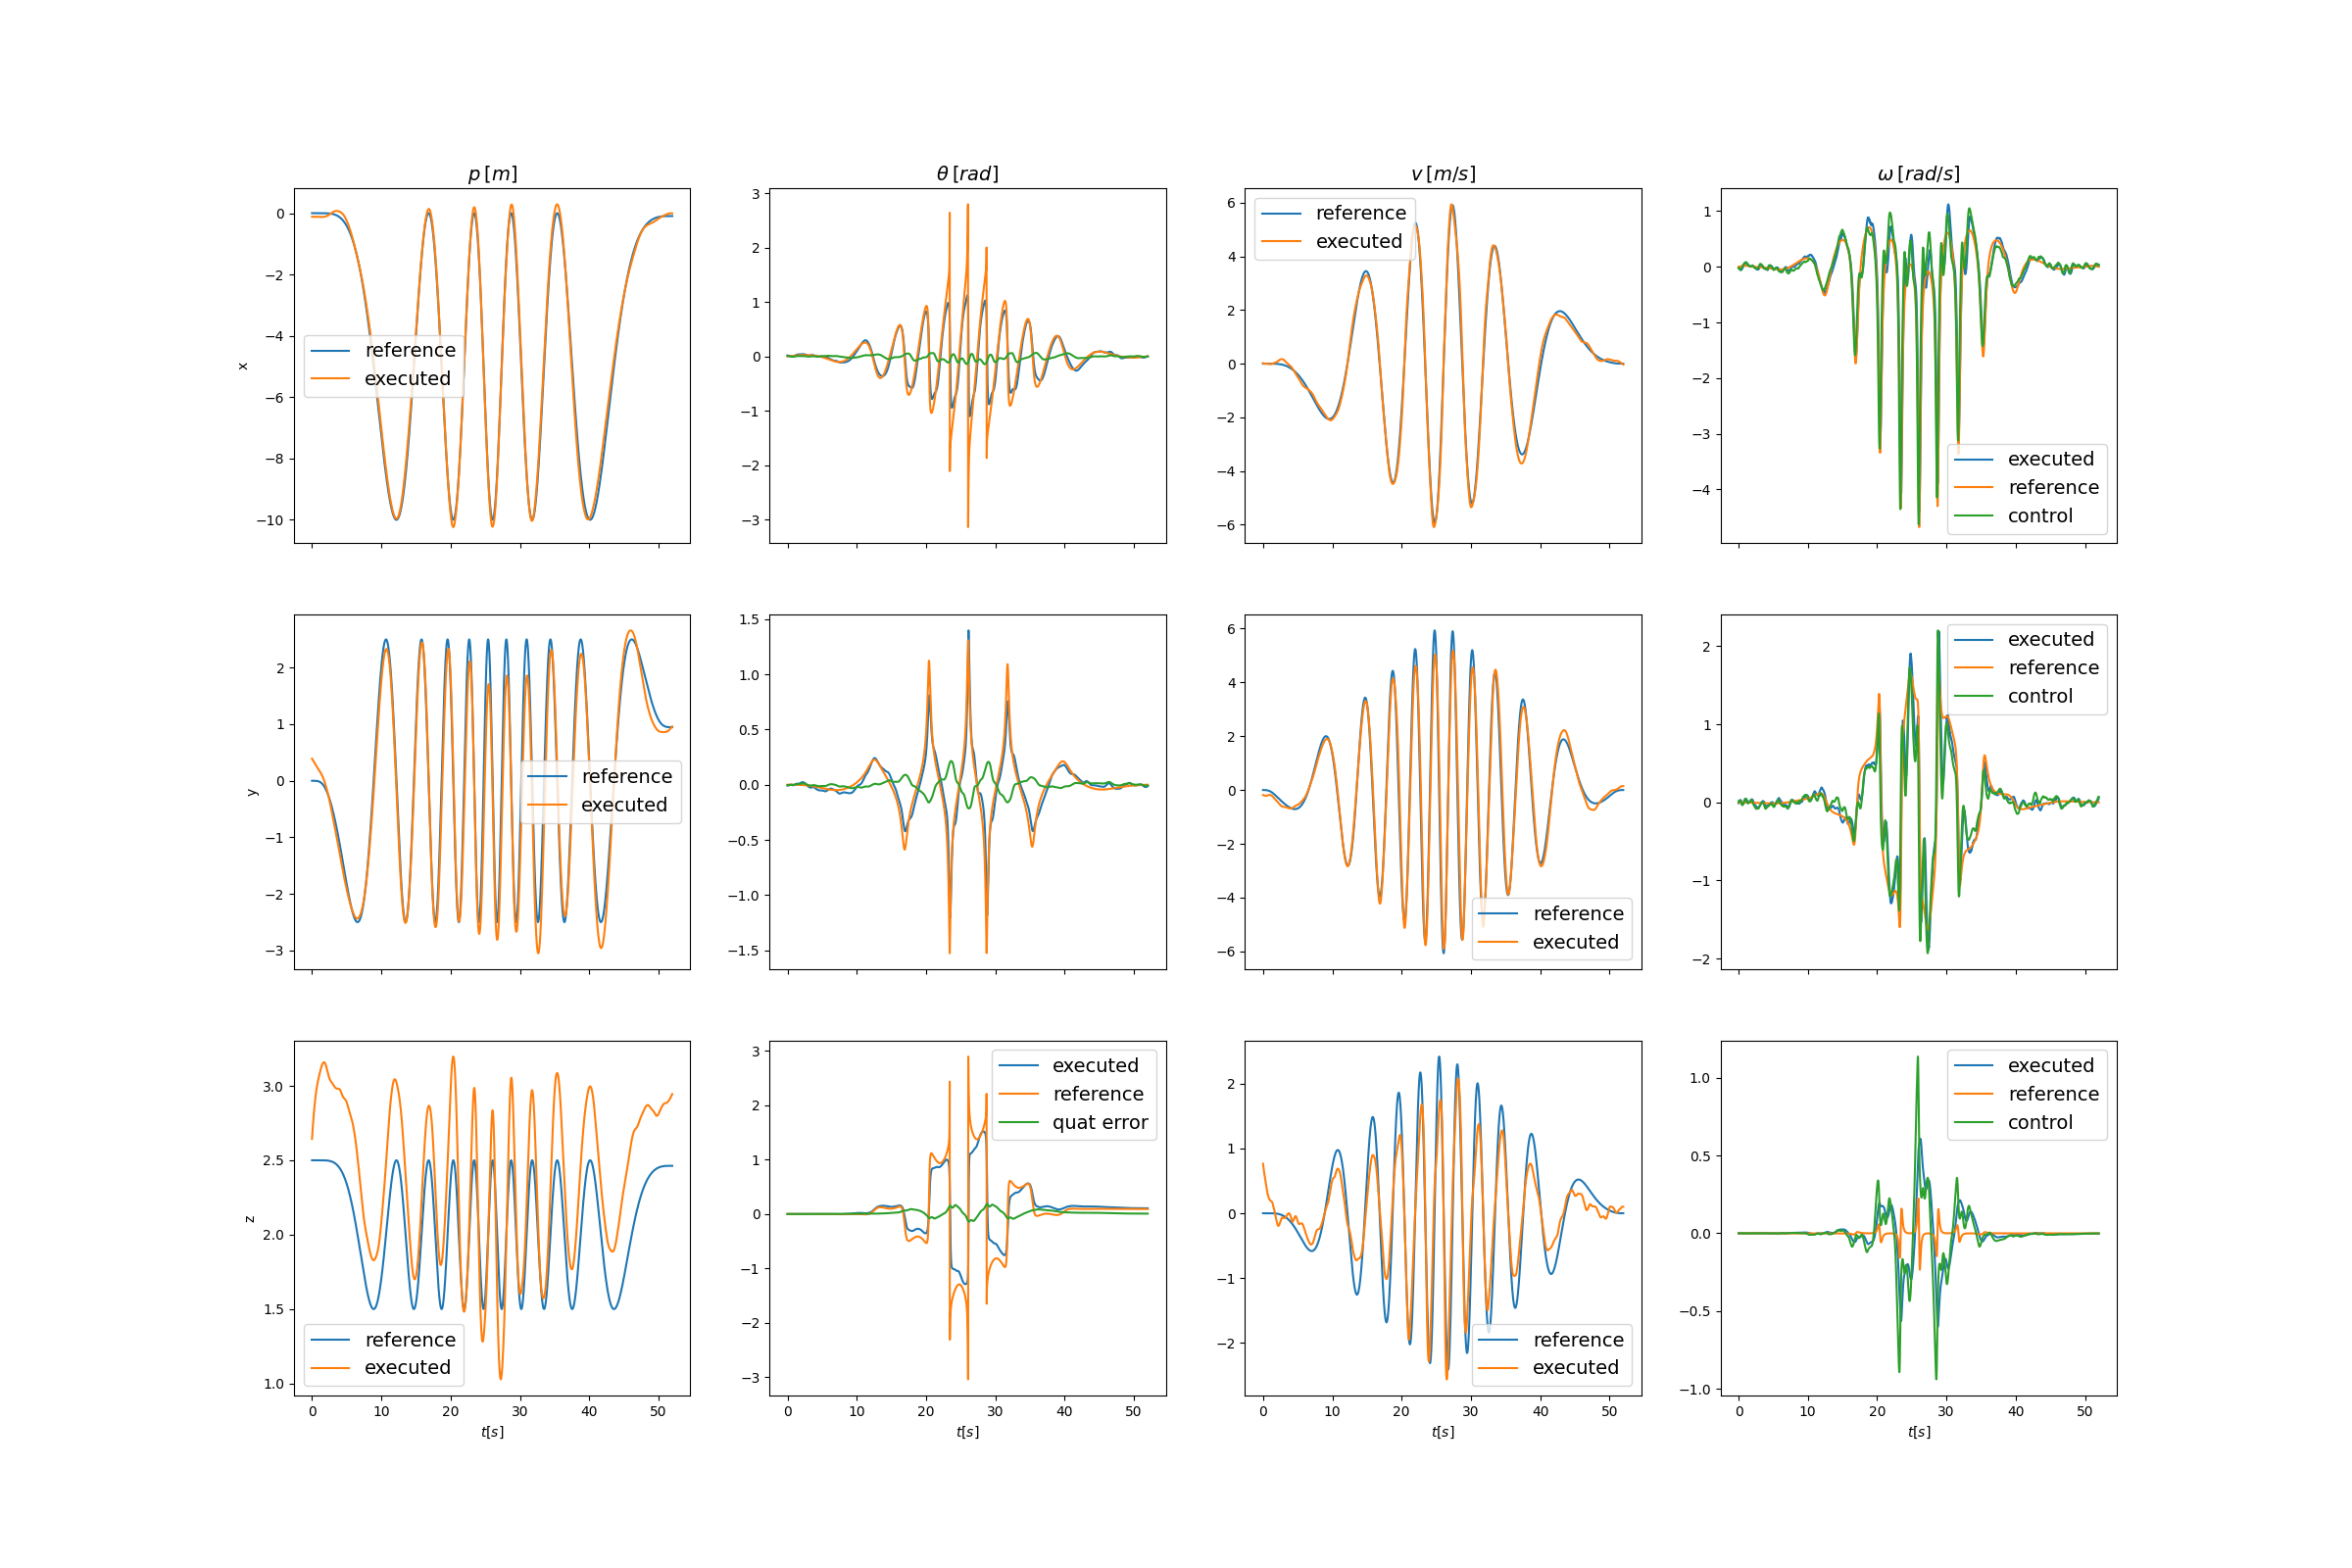 p [m]
θ [rad]
v [m/s]
ω [rad/s]
0
−2
−4
−6
−8
−10
x
reference
executed
3
2
1
0
−1
−2
−3
6
4
2
0
−2
−4
−6
reference
executed
1
0
−1
−2
−3
−4
executed
reference
control
2
1
0
−1
−2
−3
y
reference
executed
1.5
1.0
0.5
0.0
−0.5
−1.0
−1.5
6
4
2
0
−2
−4
−6
reference
executed
2
1
0
−1
−2
executed
reference
control
3.0
2.5
2.0
1.5
1.0
z
reference
executed
0 10 20 30 40 50
t[s]
3
2
1
0
−1
−2
−3
executed
reference
quat error
0 10 20 30 40 50
t[s]
2
1
0
−1
−2
reference
executed
0 10 20 30 40 50
t[s]
1.0
0.5
0.0
−0.5
−1.0
executed
reference
control
0 10 20 30 40 50
t[s]